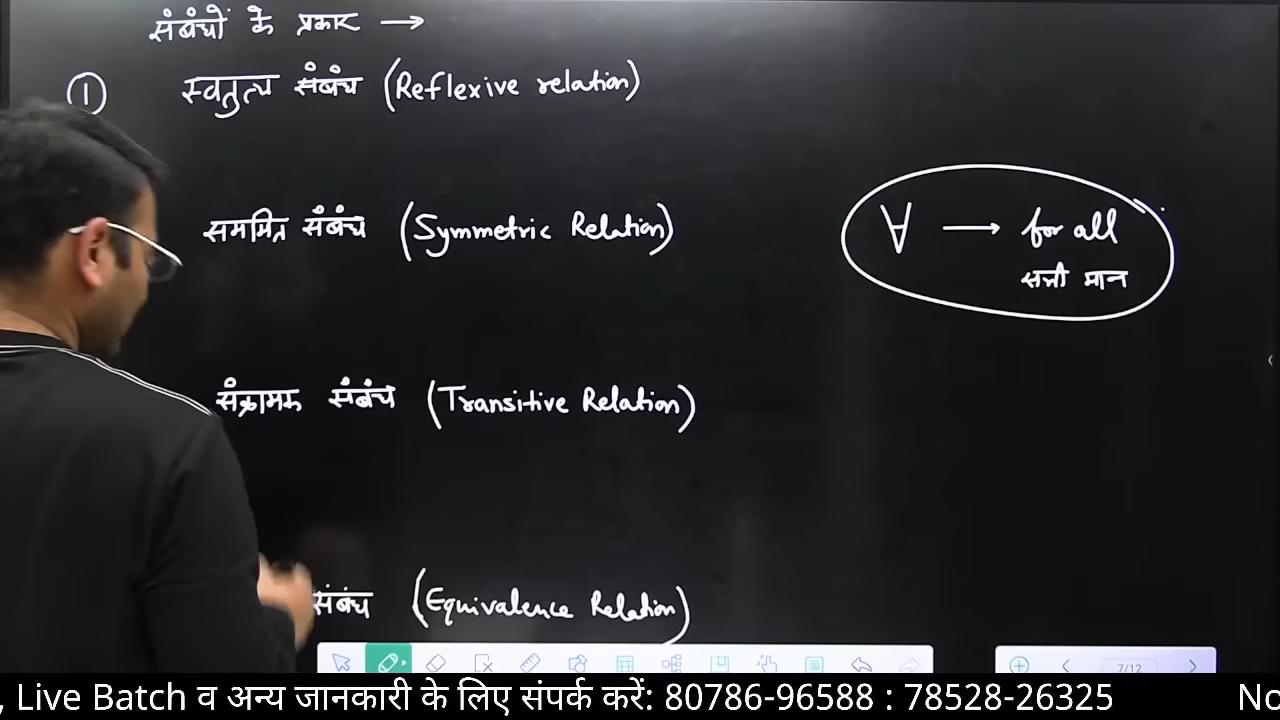 संबंधों के प्रकार →
① स्वतुल्य संबंध (Reflexive relation)
सममित संबंध (Symmetric Relation)
∀ → for all
सभी मान
संक्रामक संबंध (Transitive Relation)
संबंध (Equivalence Relation)
7/12
, Live Batch व अन्य जानकारी के लिए संपर्क करें: 80786-96588 : 78528-26325 No